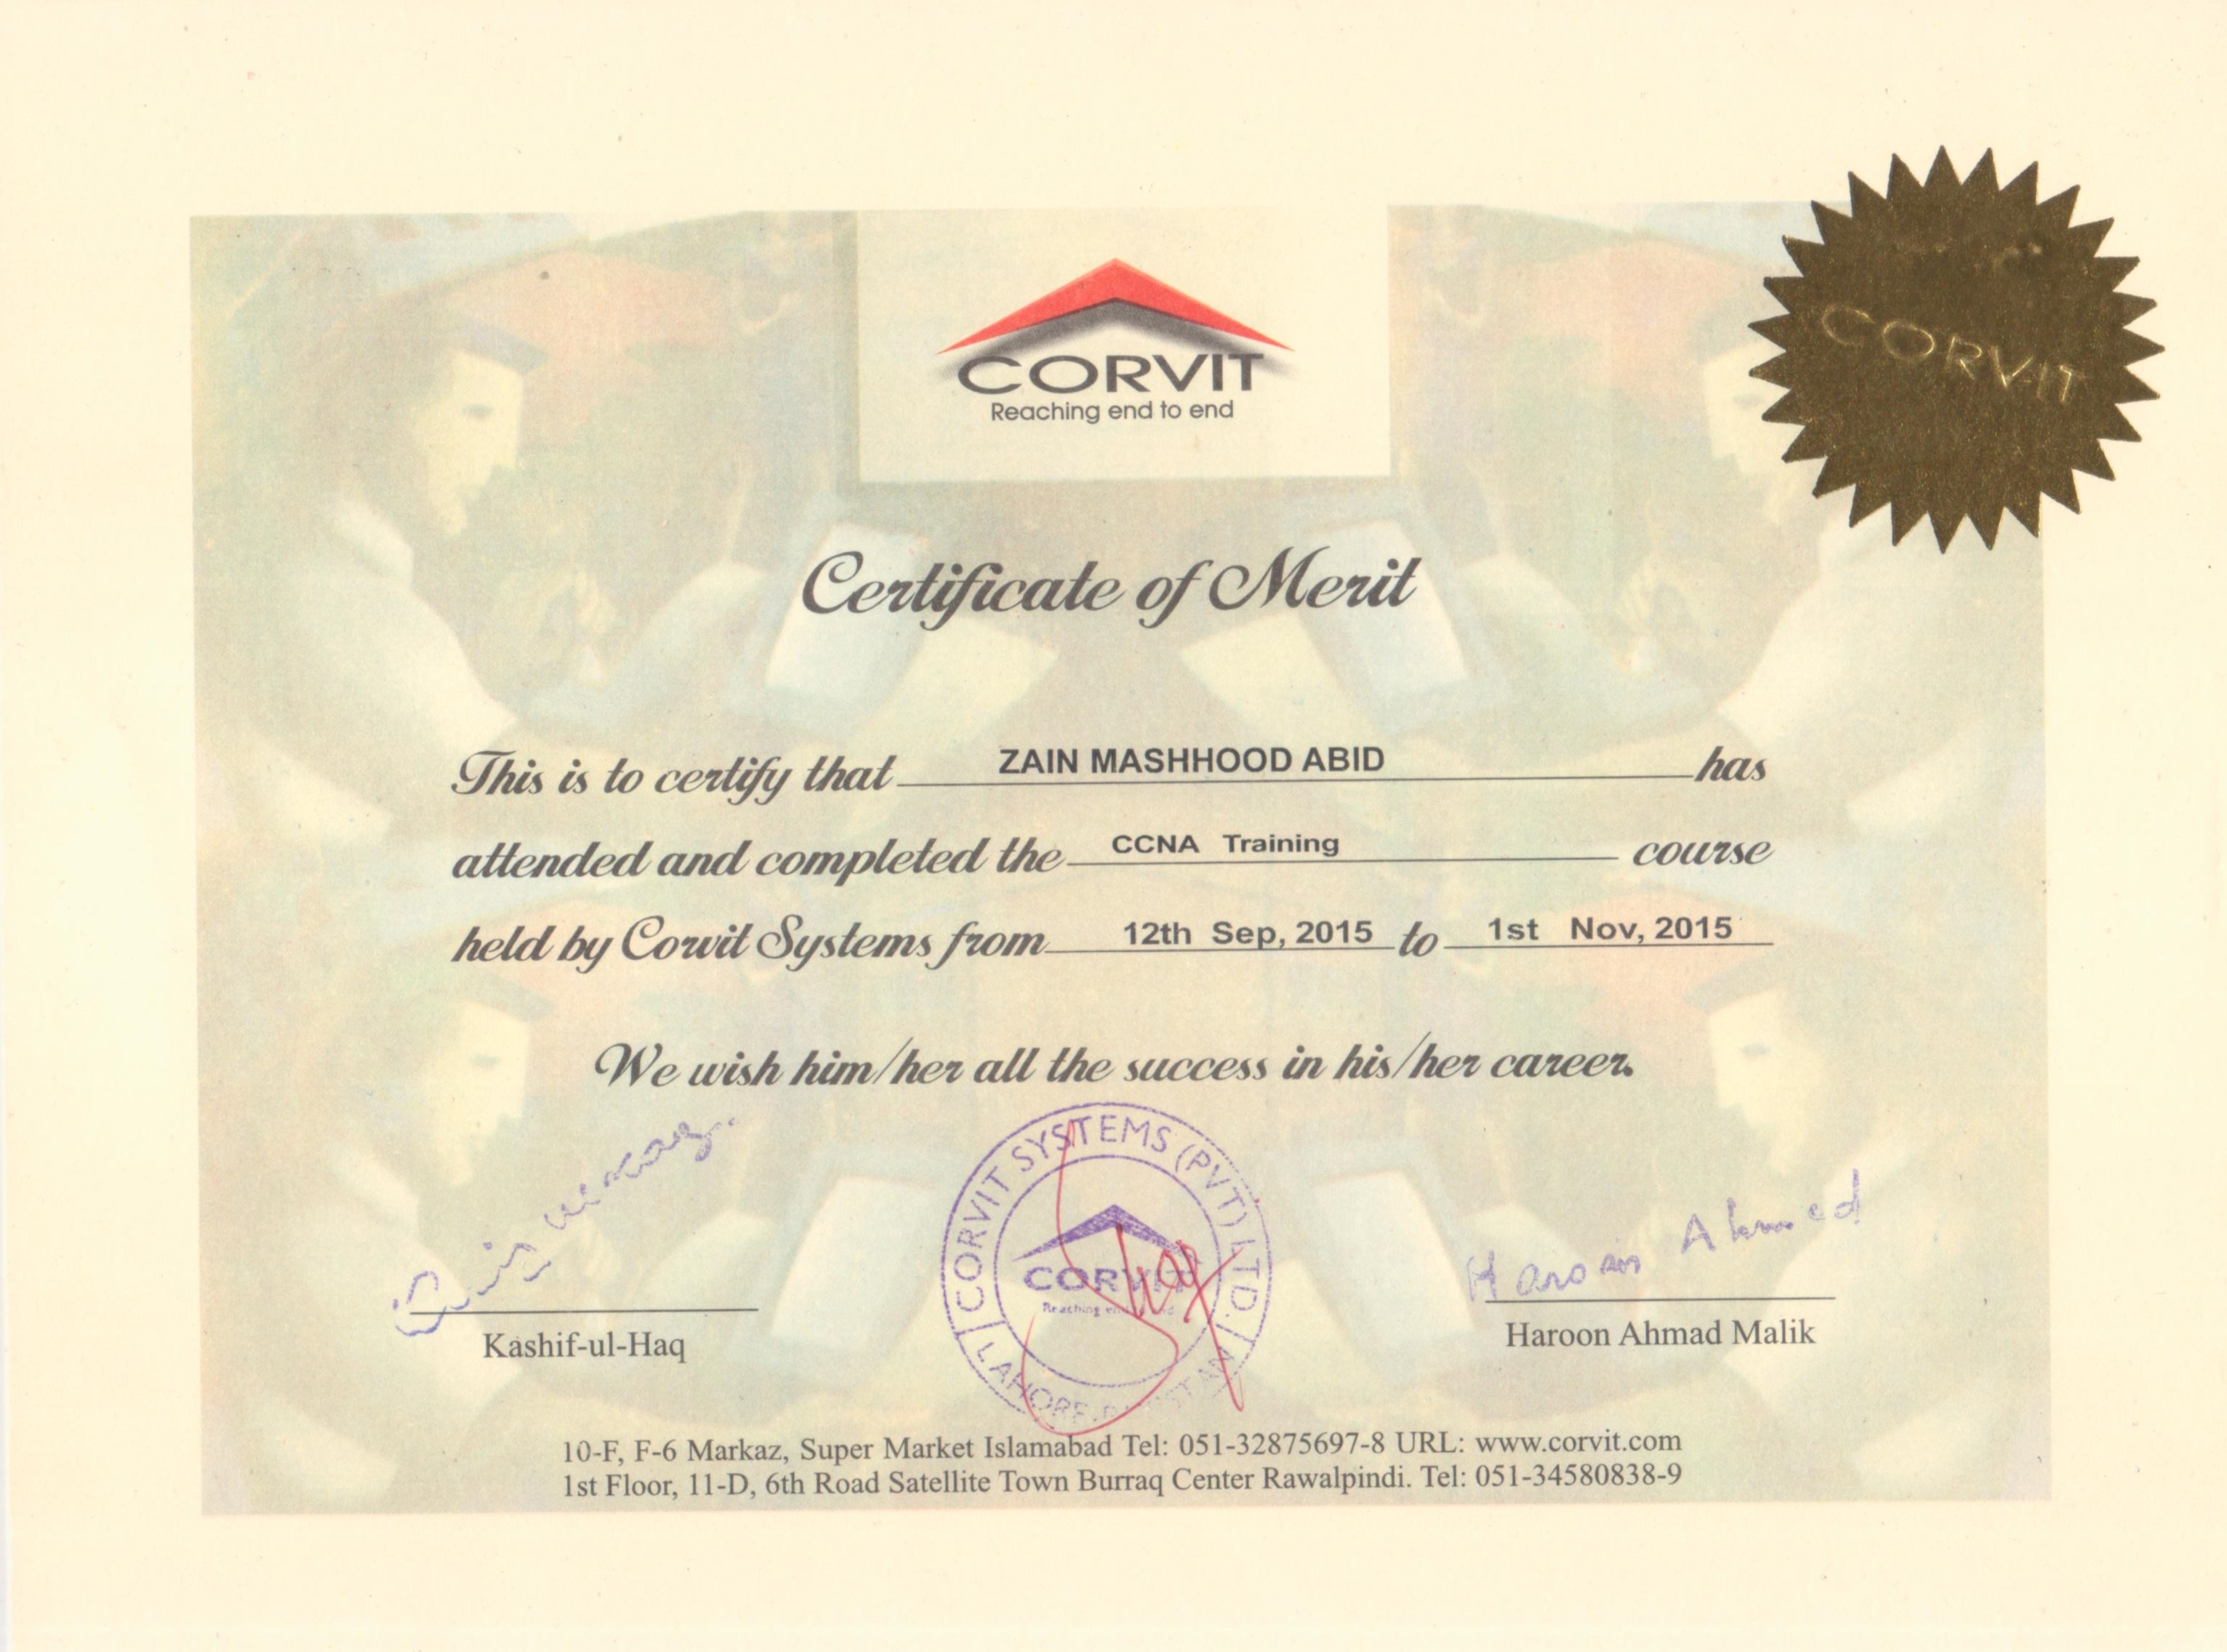 CORVIT
Reaching end to end
CORVIT
Certificate of Merit
This is to certify that ZAIN MASHHOOD ABID has
attended and completed the CCNA Training course
held by Corvit Systems from 12th Sep, 2015 to 1st Nov, 2015
We wish him/her all the success in his/her career.
CORVIT SYSTEMS (PVT) LTD.
CORVIT
Reaching
LAHORE
Haroon Ahmed
Kashif-ul-Haq
Haroon Ahmad Malik
10-F, F-6 Markaz, Super Market Islamabad Tel: 051-32875697-8 URL: www.corvit.com
1st Floor, 11-D, 6th Road Satellite Town Burraq Center Rawalpindi. Tel: 051-34580838-9